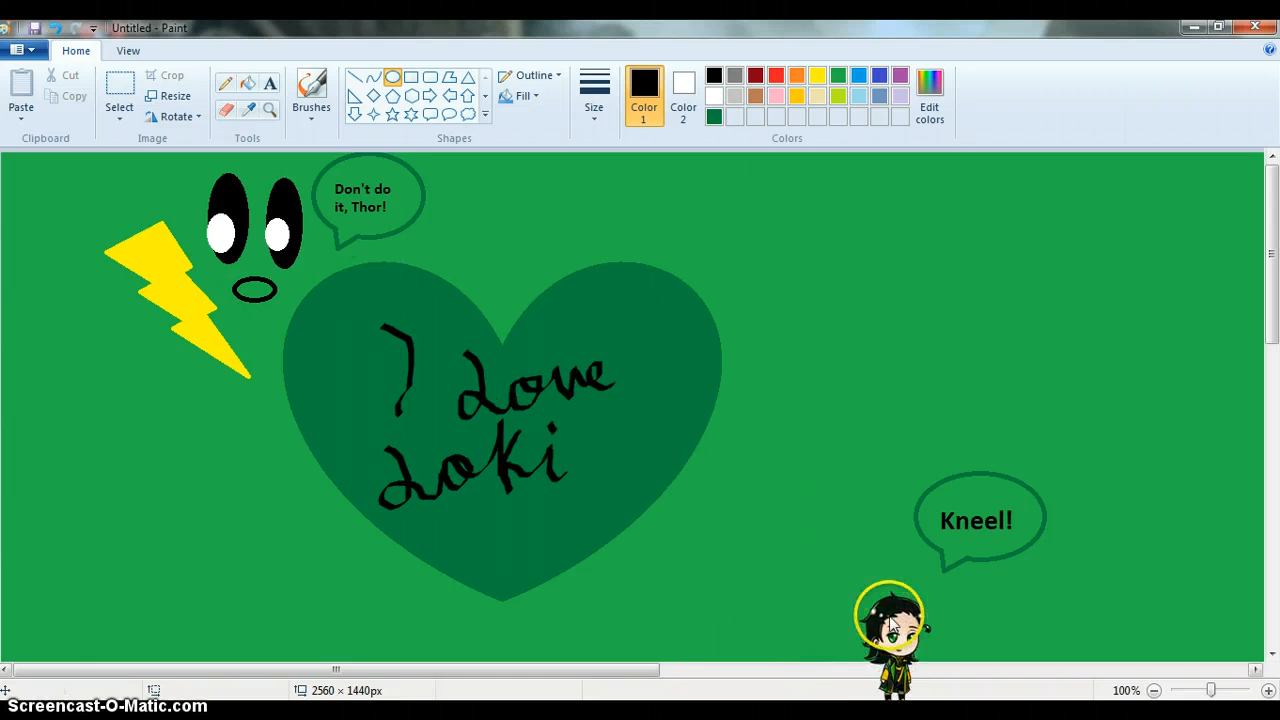 Untitled - Paint
Home
View
Paste
Cut
Copy
Clipboard
Select
Crop
Resize
Rotate
Image
Tools
Brushes
Shapes
Outline
Fill
Size
Color 1
Color 2
Edit colors
Colors
Don't do
it, Thor!
I Love
Loki
Kneel!
2560 × 1440px
100%
Screencast-O-Matic.com